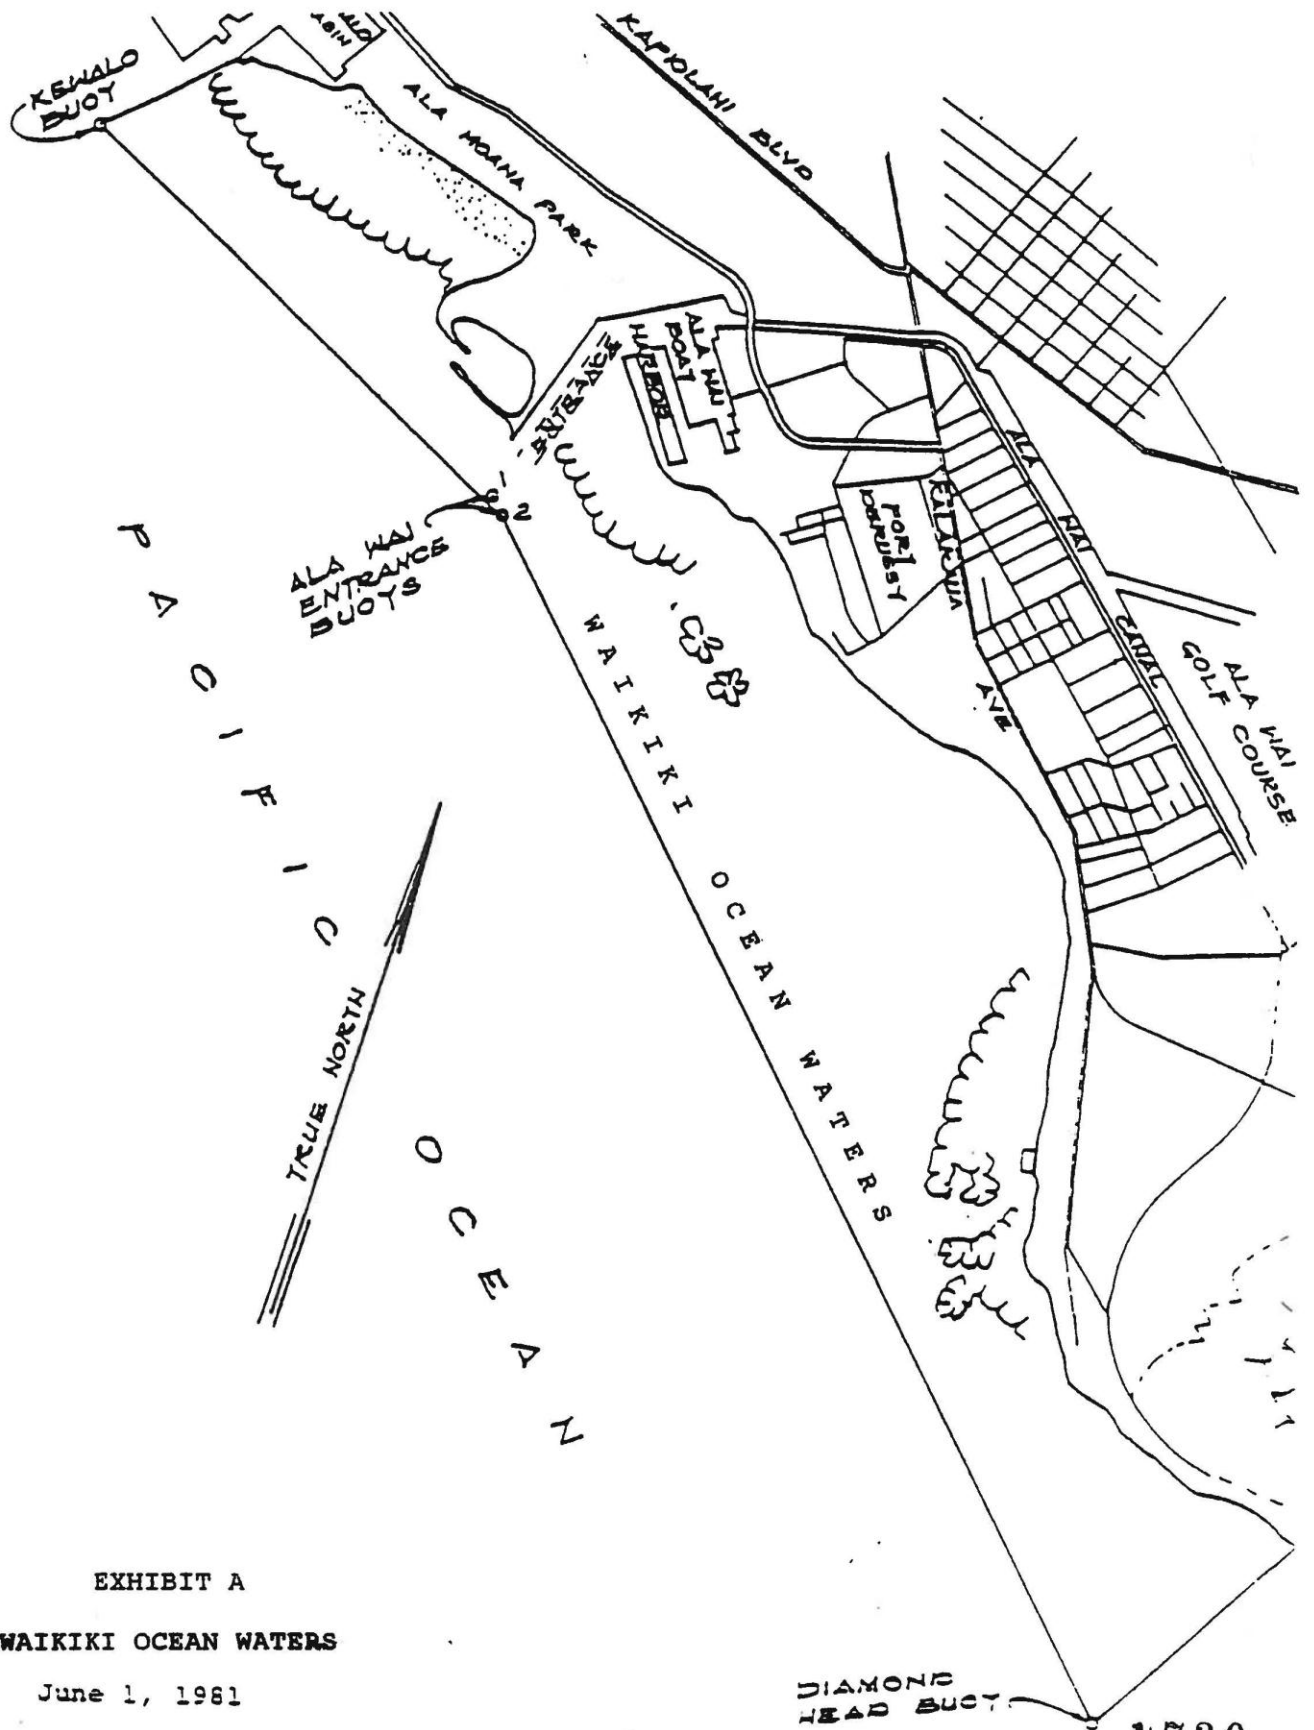 KEWALO
BUOY
ALA MOANA PARK
KAPIOLANI BLVD
ALA WAI
BOAT
HARBOR
ENTRANCE
ALA WAI
ENTRANCE
BUOYS
1
2
FORT
DERUSSY
KALAKAUA
AVE
ALA WAI CANAL
ALA WAI
GOLF COURSE
PACIFIC OCEAN
WAIKIKI OCEAN WATERS
TRUE NORTH
EXHIBIT A
WAIKIKI OCEAN WATERS
June 1, 1981
DIAMOND
HEAD BUOY